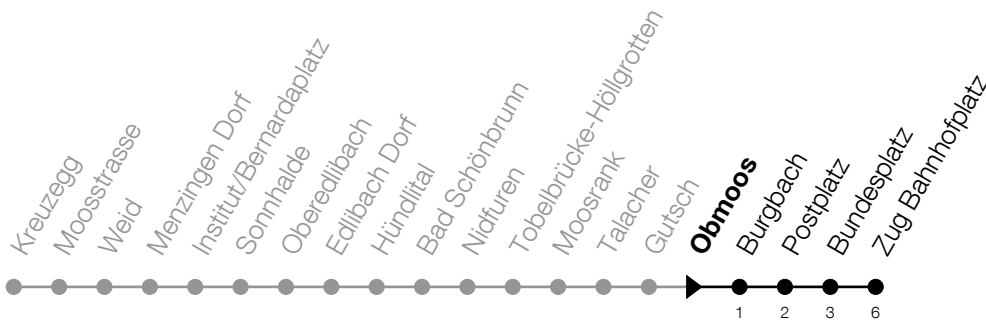 Kreuzegg
Moosstrasse
Weid
Menzingen Dorf
Institut/Bernardaplatz
Sonnhalde
Oberedlibach
Edlibach Dorf
Hündlital
Bad Schönbrunn
Nidfuren
Tobelbrücke-Höllgrotten
Moosrank
Talacher
Gutsch
Obmoos
Burgbach
Postplatz
Bundesplatz
Zug Bahnhofplatz
1 2 3 6